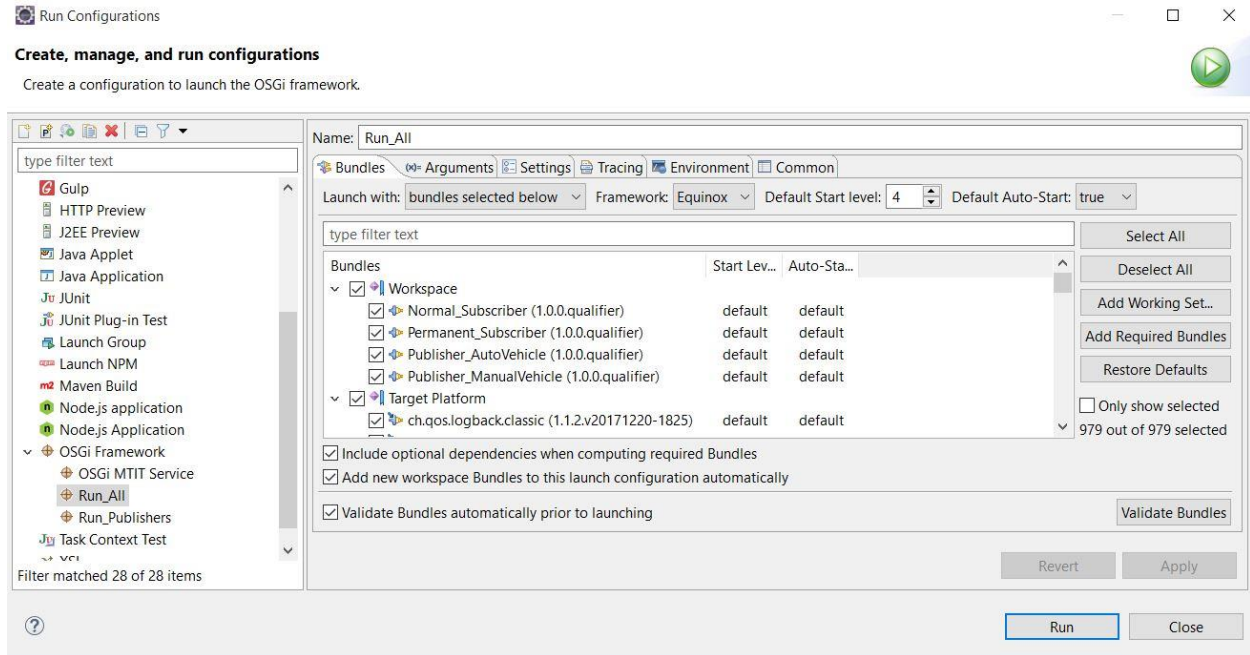 Run Configurations
Create, manage, and run configurations
Create a configuration to launch the OSGi framework.
type filter text
Gulp
HTTP Preview
J2EE Preview
Java Applet
Java Application
JUnit
JUnit Plug-in Test
Launch Group
Launch NPM
Maven Build
Node.js application
Node.js Application
OSGi Framework
OSGi MTIT Service
Run_All
Run_Publishers
Task Context Test
XSL
Filter matched 28 of 28 items
Name: Run_All
Bundles (x)= Arguments Settings Tracing Environment Common
Launch with: bundles selected below Framework: Equinox Default Start level: 4 Default Auto-Start: true
type filter text
Bundles Start Lev... Auto-Sta...
Workspace
Normal_Subscriber (1.0.0.qualifier) default default
Permanent_Subscriber (1.0.0.qualifier) default default
Publisher_AutoVehicle (1.0.0.qualifier) default default
Publisher_ManualVehicle (1.0.0.qualifier) default default
Target Platform
ch.qos.logback.classic (1.1.2.v20171220-1825) default default
Select All
Deselect All
Add Working Set...
Add Required Bundles
Restore Defaults
Only show selected
979 out of 979 selected
Include optional dependencies when computing required Bundles
Add new workspace Bundles to this launch configuration automatically
Validate Bundles automatically prior to launching
Validate Bundles
Revert Apply
Run Close